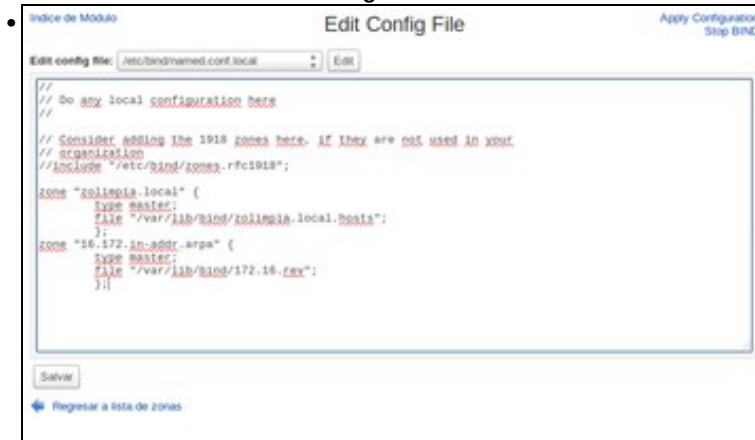 Indice de Módulo
Edit Config File
Apply Configuration
Stop BIND
Edit config file: /etc/bind/named.conf.local Edit
//
// Do any local configuration here
//
// Consider adding the 1918 zones here, if they are not used in your
// organization
//include "/etc/bind/zones.rfc1918";
zone "zolimpia.local" {
type master;
file "/var/lib/bind/zolimpia.local.hosts";
};
zone "16.172.in-addr.arpa" {
type master;
file "/var/lib/bind/172.16.rev";
};
Salvar
Regresar a lista de zonas